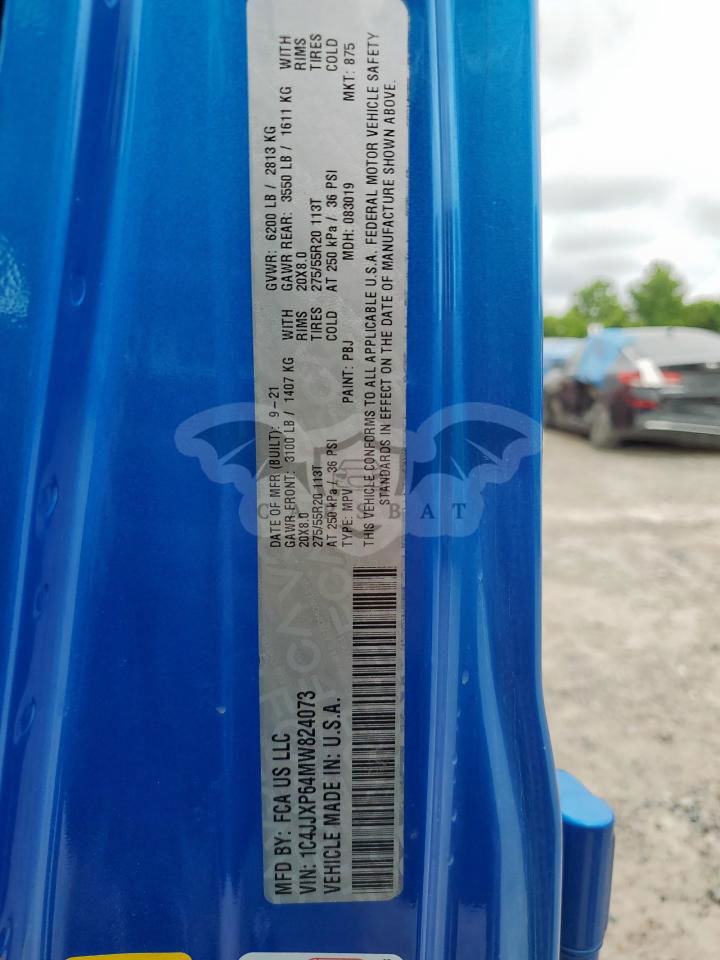 MFD BY: FCA US LLC
VIN: 1C4JJXP64MW824073
VEHICLE MADE IN: U.S.A.
DATE OF MFR (BUILT): 9-21
GVWR: 6200 LB / 2813 KG
GAWR FRONT: 3100 LB / 1407 KG WITH
GAWR REAR: 3550 LB / 1611 KG WITH
20X8.0 RIMS
20X8.0 RIMS
275/55R20 113T TIRES
275/55R20 113T TIRES
AT 250 kPa / 36 PSI COLD
AT 250 kPa / 36 PSI COLD
TYPE: MPV PAINT: PBJ MDH: 083019 MKT: 875
THIS VEHICLE CONFORMS TO ALL APPLICABLE U.S.A. FEDERAL MOTOR VEHICLE SAFETY
STANDARDS IN EFFECT ON THE DATE OF MANUFACTURE SHOWN ABOVE.
CARSBAT